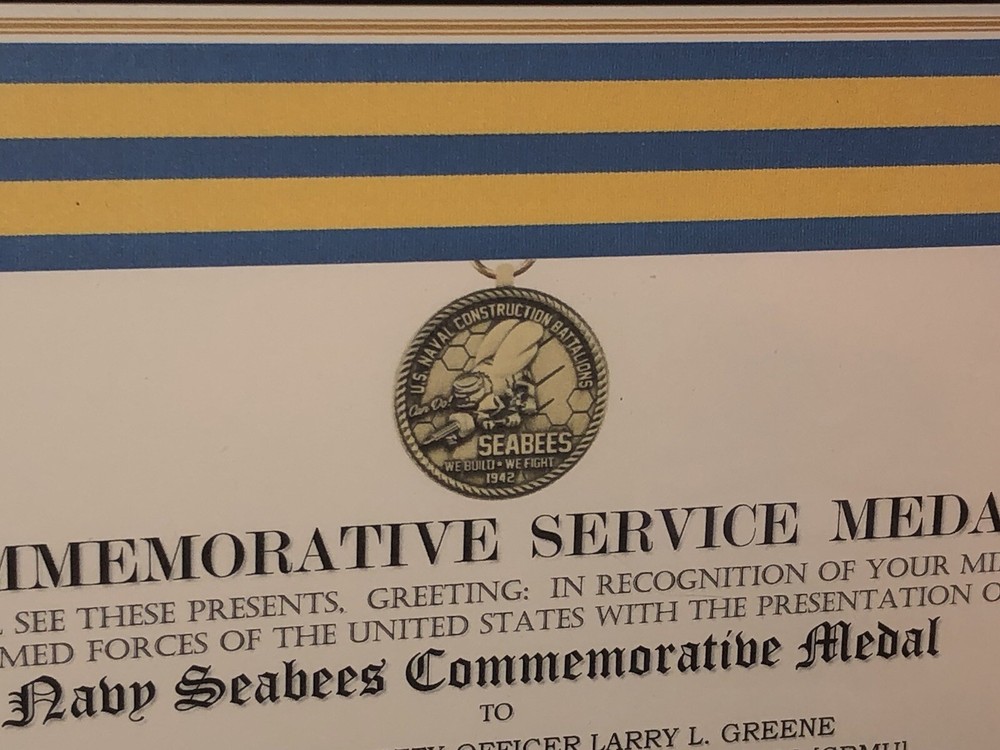 U.S. NAVAL CONSTRUCTION BATTALIONS
Can Do!
SEABEES
WE BUILD • WE FIGHT
1942
MMEMORATIVE SERVICE MEDA
SEE THESE PRESENTS, GREETING: IN RECOGNITION OF YOUR MI
MED FORCES OF THE UNITED STATES WITH THE PRESENTATION O
Navy Seabees Commemorative Medal
TO
OFFICER LARRY L. GREENE